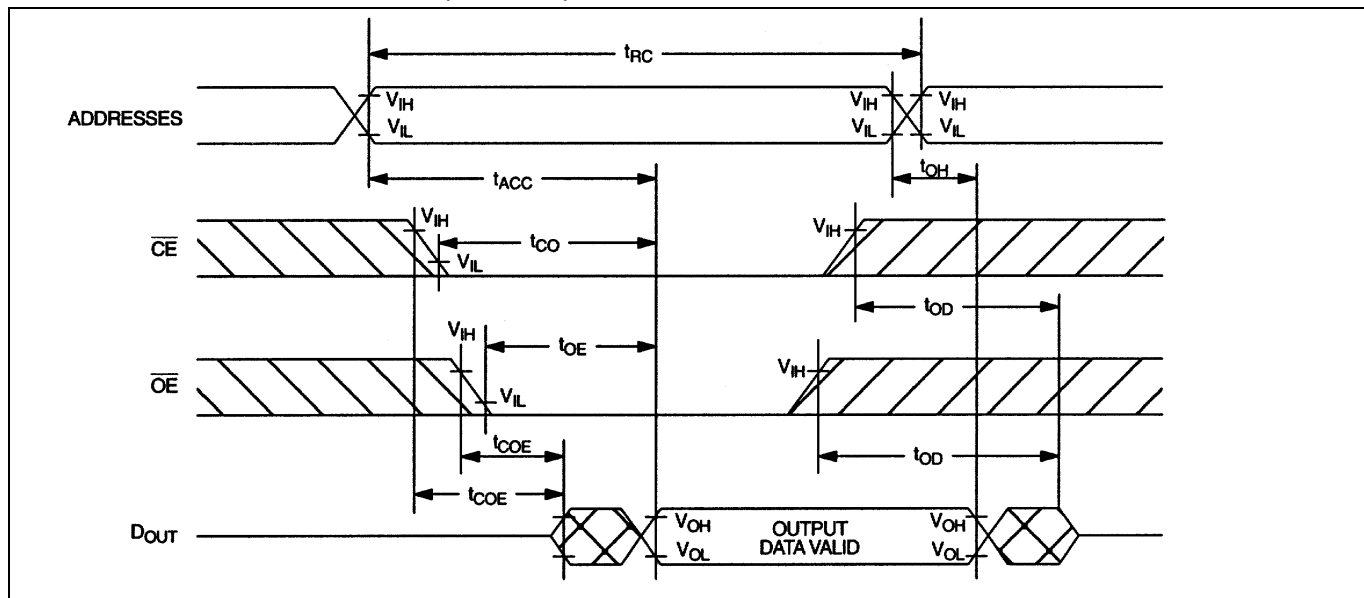 tRC
VIH VIH VIH
ADDRESSES
VIL VIL VIL
tACC tOH
VIH VIH
CE tCO
VIL
tOD
VIH
tOE VIH
OE
VIL
tCOE tOD
tCOE
DOUT VOH OUTPUT VOH
VOL DATA VALID VOL